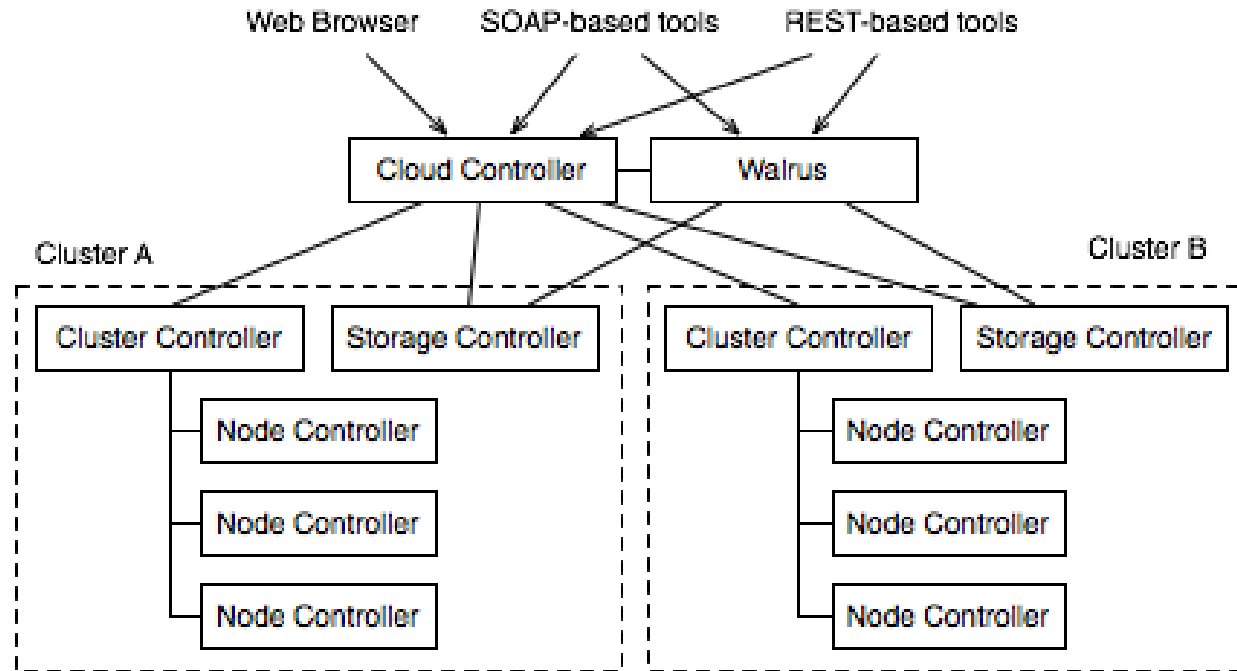 Web Browser
SOAP-based tools
REST-based tools
Cloud Controller
Walrus
Cluster A
Cluster B
Cluster Controller
Storage Controller
Cluster Controller
Storage Controller
Node Controller
Node Controller
Node Controller
Node Controller
Node Controller
Node Controller